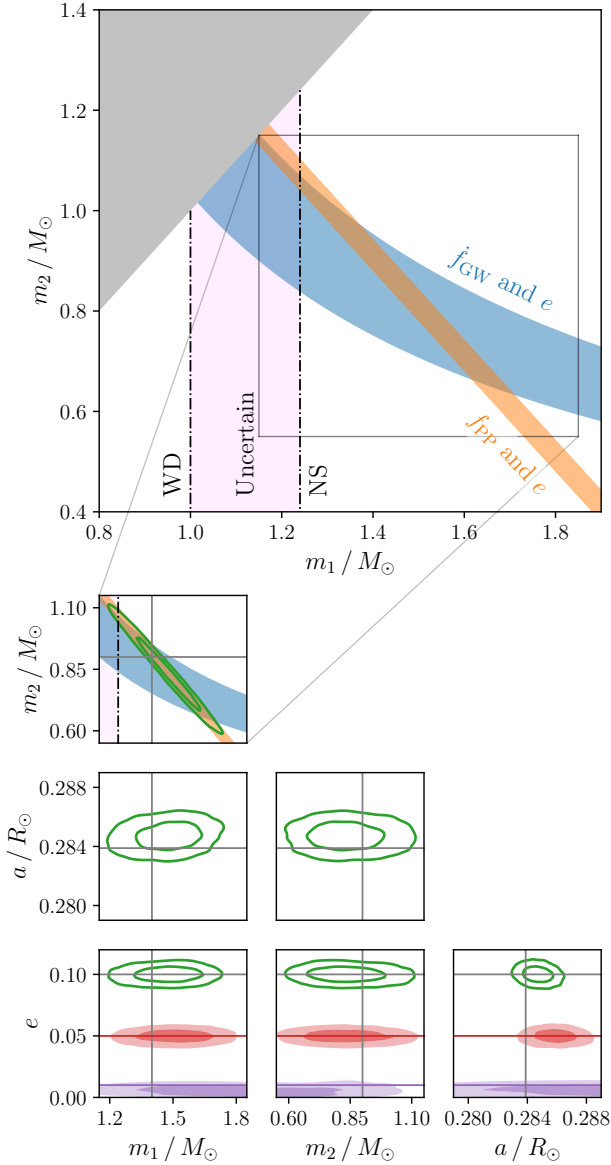 1.4
1.2
1.0
0.8
0.6
0.4
m₂ / M⊙
ḟGW and e
fPP and e
WD
Uncertain
NS
0.8 1.0 1.2 1.4 1.6 1.8
m₁ / M⊙
1.10
0.85
0.60
m₂ / M⊙
0.288
0.284
0.280
a / R⊙
0.10
0.05
0.00
e
1.2 1.5 1.8 0.60 0.85 1.10 0.280 0.284 0.288
m₁ / M⊙ m₂ / M⊙ a / R⊙